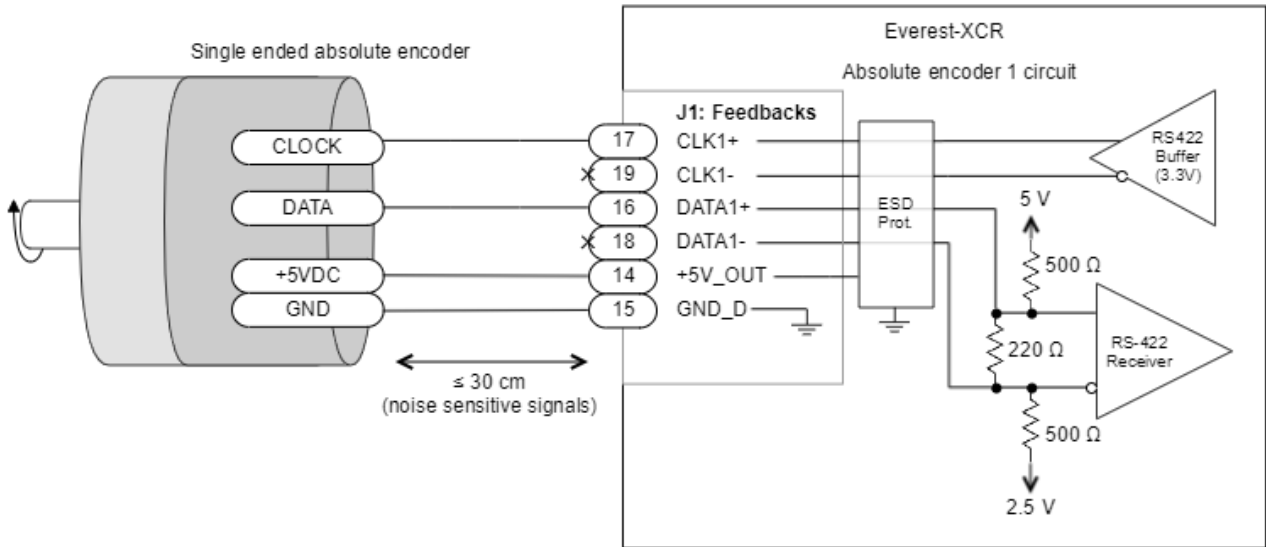 Single ended absolute encoder
CLOCK
DATA
+5VDC
GND
≤ 30 cm
(noise sensitive signals)
Everest-XCR
Absolute encoder 1 circuit
J1: Feedbacks
17 CLK1+
19 CLK1-
16 DATA1+
18 DATA1-
14 +5V_OUT
15 GND_D
ESD
Prot.
RS422
Buffer
(3.3V)
5 V
500 Ω
220 Ω
RS-422
Receiver
500 Ω
2.5 V